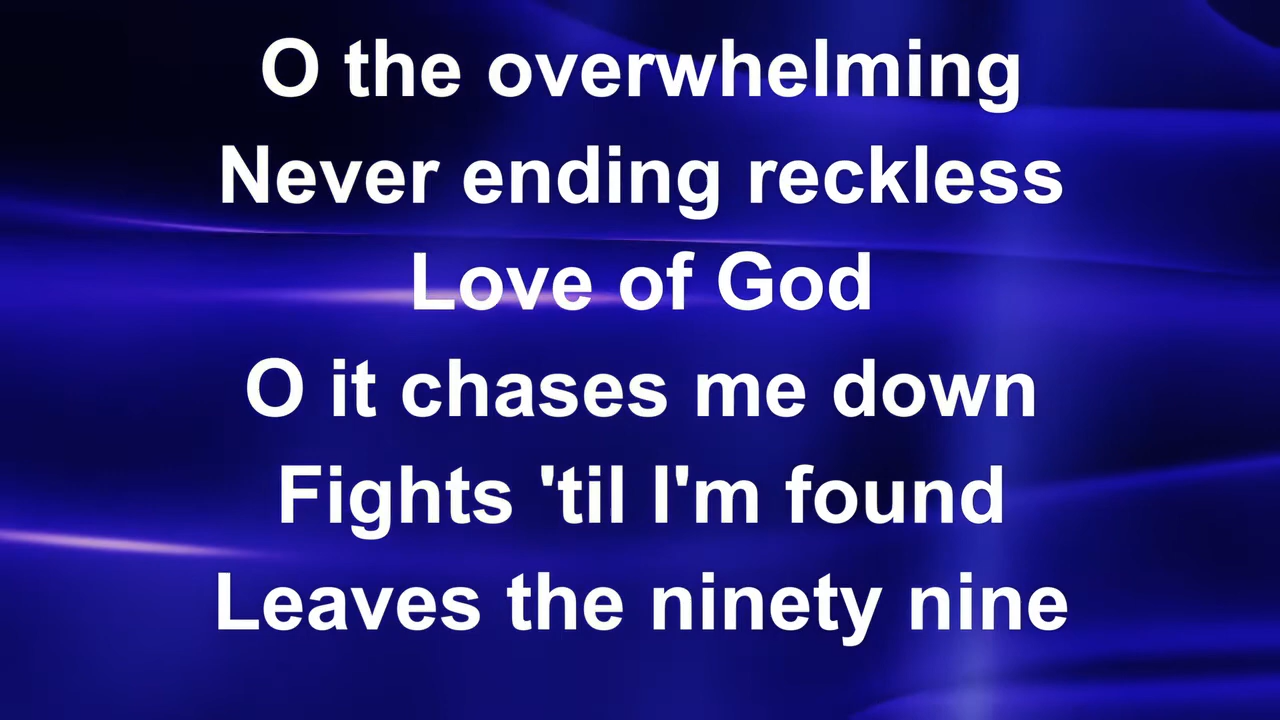 O the overwhelming
Never ending reckless
Love of God
O it chases me down
Fights 'til I'm found
Leaves the ninety nine